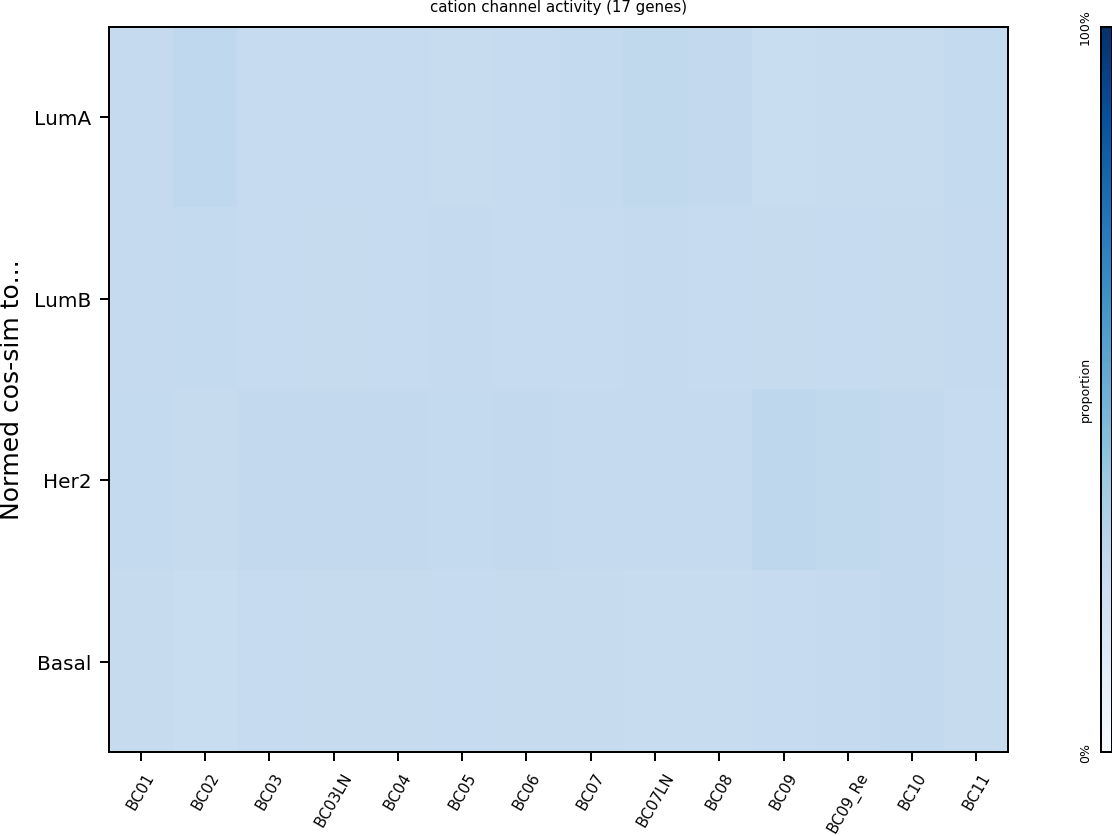 cation channel activity (17 genes)
Normed cos-sim to...
LumA
LumB
Her2
Basal
BC01
BC02
BC03
BC03LN
BC04
BC05
BC06
BC07
BC07LN
BC08
BC09
BC09_Re
BC10
BC11
100%
proportion
0%